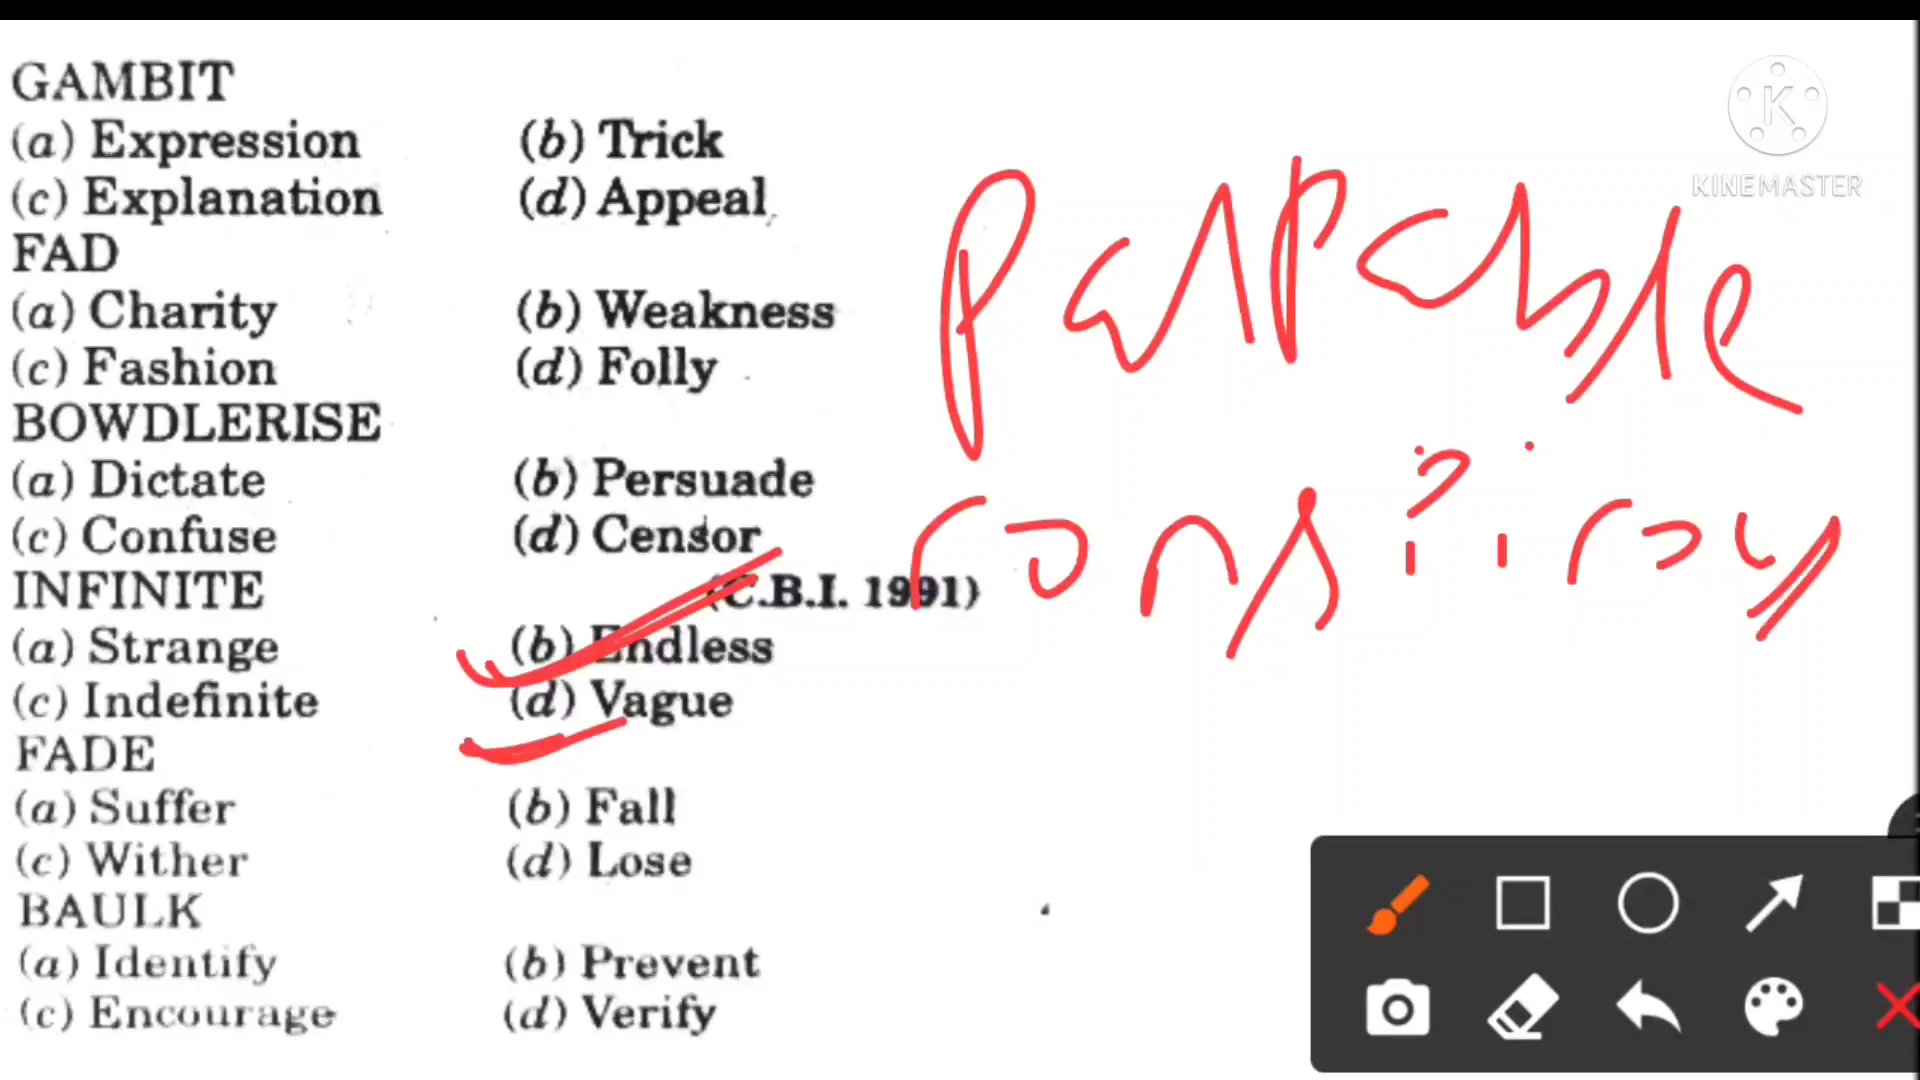 GAMBIT
(a) Expression (b) Trick
(c) Explanation (d) Appeal
FAD
(a) Charity (b) Weakness
(c) Fashion (d) Folly
BOWDLERISE
(a) Dictate (b) Persuade
(c) Confuse (d) Censor
INFINITE (C.B.I. 1991)
(a) Strange (b) Endless
(c) Indefinite (d) Vague
FADE
(a) Suffer (b) Fall
(c) Wither (d) Lose
BAULK
(a) Identify (b) Prevent
(c) Encourage (d) Verify
Palpable
K
KINEMASTER